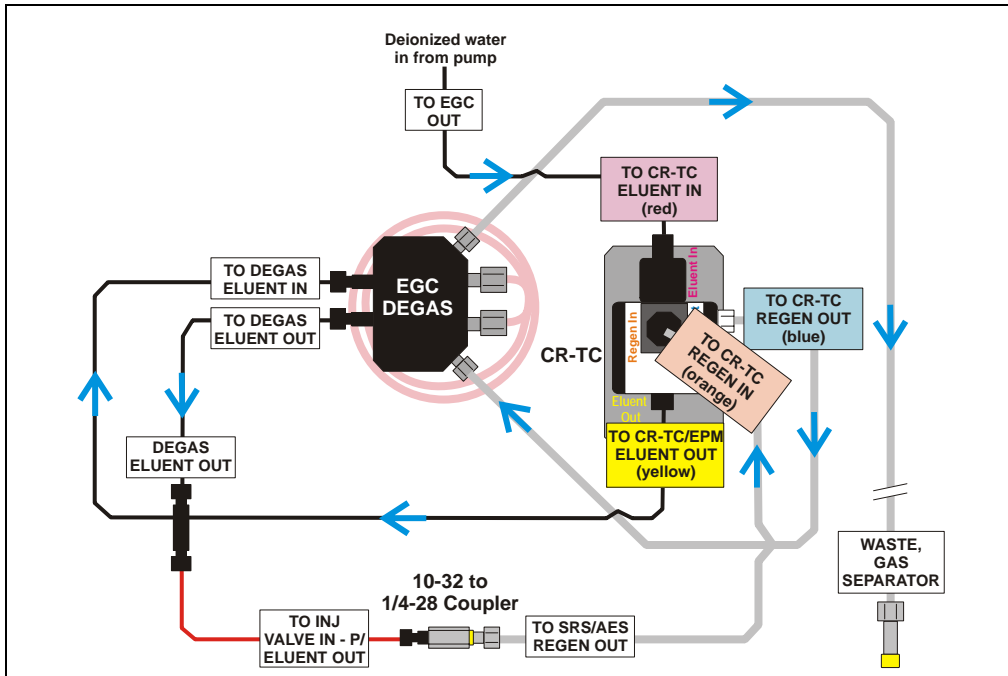 Deionized water
in from pump
TO EGC
OUT
TO CR-TC
ELUENT IN
(red)
TO DEGAS
ELUENT IN
EGC
DEGAS
Eluent In
TO CR-TC
REGEN OUT
(blue)
TO DEGAS
ELUENT OUT
CR-TC
Regen In
TO CR-TC
REGEN IN
(orange)
Eluent
Out
DEGAS
ELUENT OUT
TO CR-TC/EPM
ELUENT OUT
(yellow)
WASTE,
GAS
SEPARATOR
10-32 to
1/4-28 Coupler
TO INJ
VALVE IN - P/
ELUENT OUT
TO SRS/AES
REGEN OUT